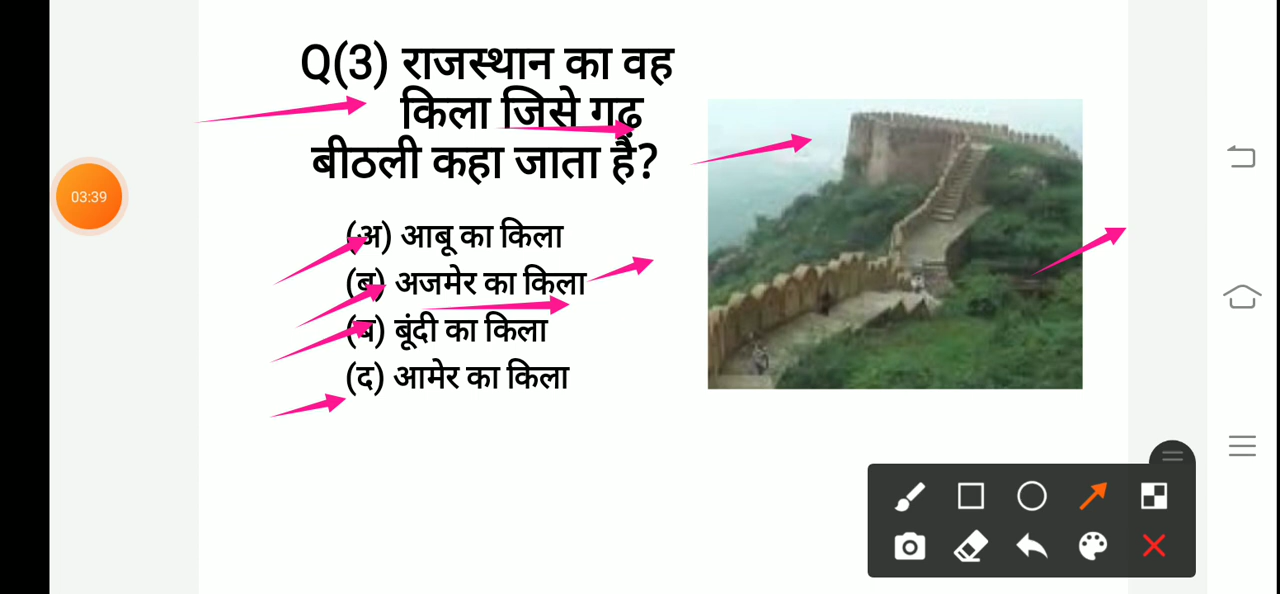 Q(3) राजस्थान का वह
किला जिसे गढ़
बीठली कहा जाता है?
(अ) आबू का किला
(ब) अजमेर का किला
(ब) बूंदी का किला
(द) आमेर का किला
03:39